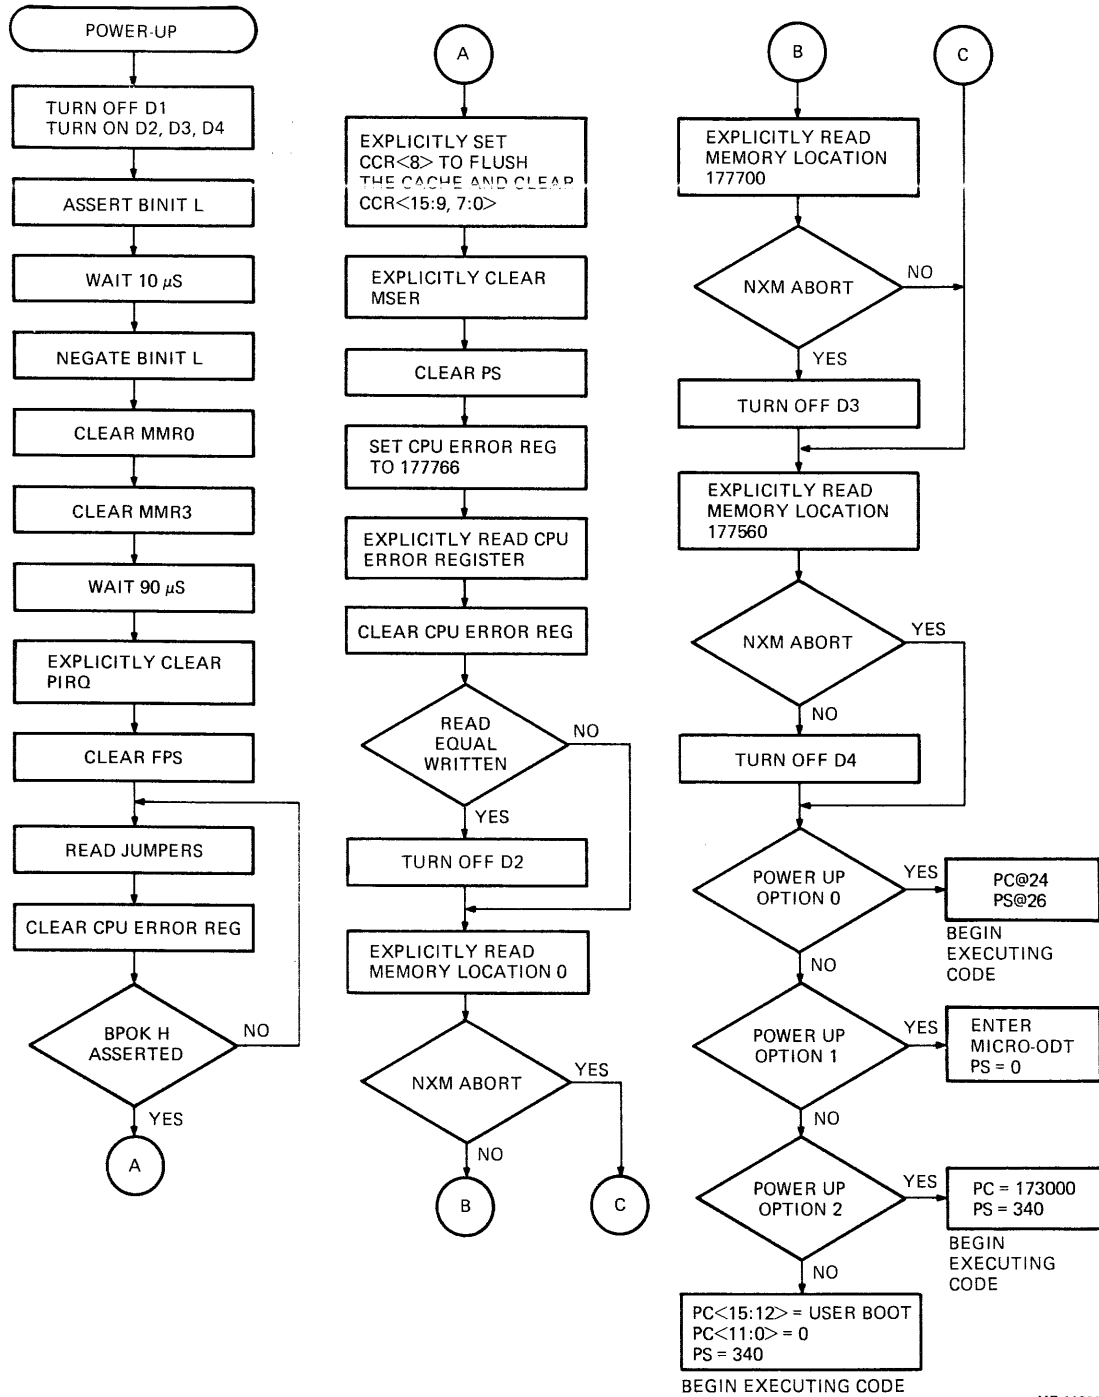 POWER-UP
TURN OFF D1
TURN ON D2, D3, D4
ASSERT BINIT L
WAIT 10 µS
NEGATE BINIT L
CLEAR MMR0
CLEAR MMR3
WAIT 90 µS
EXPLICITLY CLEAR
PIRQ
CLEAR FPS
READ JUMPERS
CLEAR CPU ERROR REG
BPOK H
ASSERTED
NO
YES
A
A
EXPLICITLY SET
CCR<8> TO FLUSH
THE CACHE AND CLEAR
CCR<15:9, 7:0>
EXPLICITLY CLEAR
MSER
CLEAR PS
SET CPU ERROR REG
TO 177766
EXPLICITLY READ CPU
ERROR REGISTER
CLEAR CPU ERROR REG
READ
EQUAL
WRITTEN
NO
YES
TURN OFF D2
EXPLICITLY READ
MEMORY LOCATION 0
NXM ABORT
YES
NO
B
C
B
C
EXPLICITLY READ
MEMORY LOCATION
177700
NXM ABORT
NO
YES
TURN OFF D3
EXPLICITLY READ
MEMORY LOCATION
177560
NXM ABORT
YES
NO
TURN OFF D4
POWER UP
OPTION 0
YES
PC@24
PS@26
BEGIN
EXECUTING
CODE
NO
POWER UP
OPTION 1
YES
ENTER
MICRO-ODT
PS = 0
NO
POWER UP
OPTION 2
YES
PC = 173000
PS = 340
BEGIN
EXECUTING
CODE
NO
PC<15:12> = USER BOOT
PC<11:0> = 0
PS = 340
BEGIN EXECUTING CODE